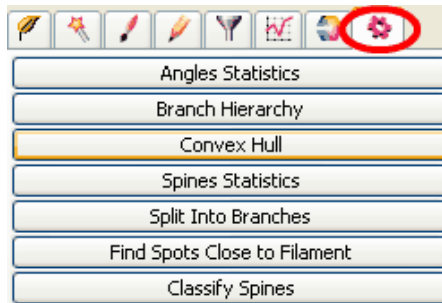 Angles Statistics
Branch Hierarchy
Convex Hull
Spines Statistics
Split Into Branches
Find Spots Close to Filament
Classify Spines